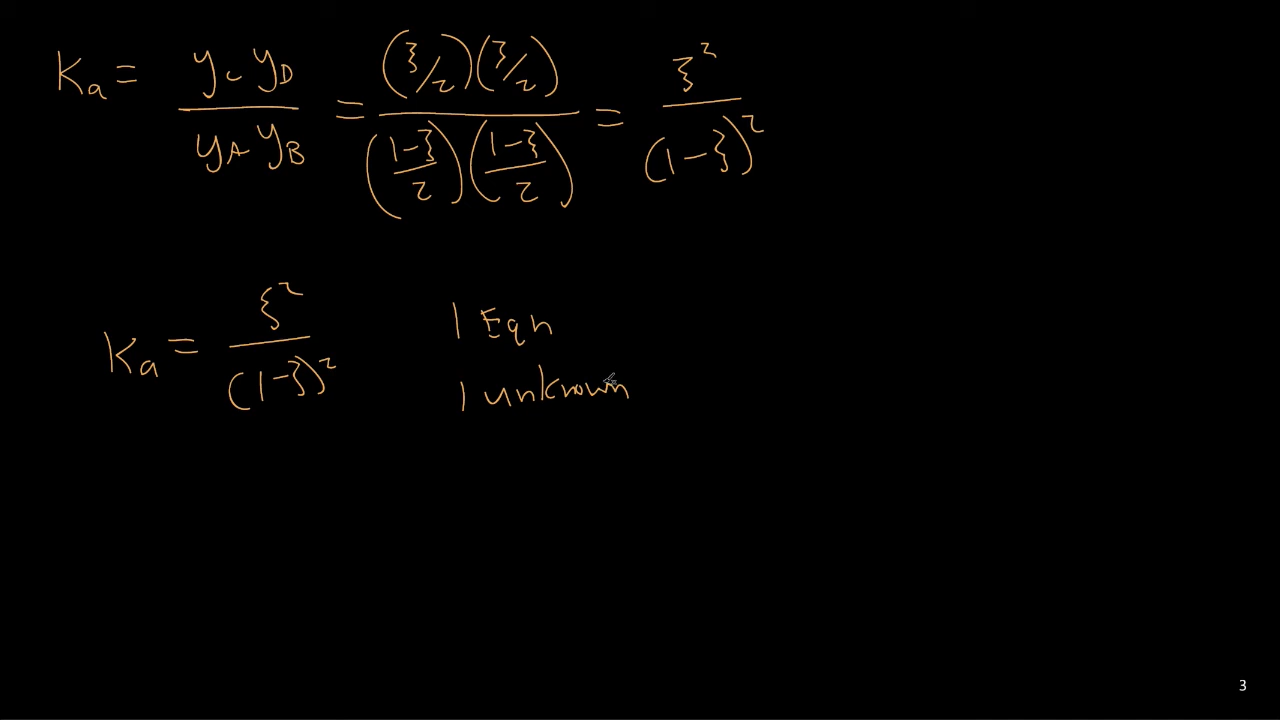 Ka = yC yD / yA yB = (ξ/2)(ξ/2) / ((1-ξ)/2)((1-ξ)/2) = ξ² / (1-ξ)²
Ka = ξ² / (1-ξ)²
1 Eqn
1 unknown
3